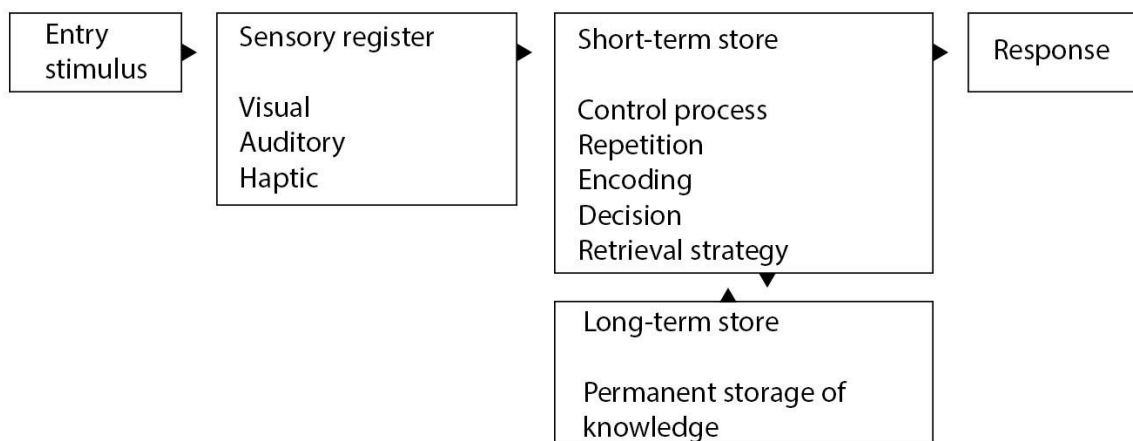 Entry
stimulus
Sensory register
Visual
Auditory
Haptic
Short-term store
Control process
Repetition
Encoding
Decision
Retrieval strategy
Response
Long-term store
Permanent storage of
knowledge